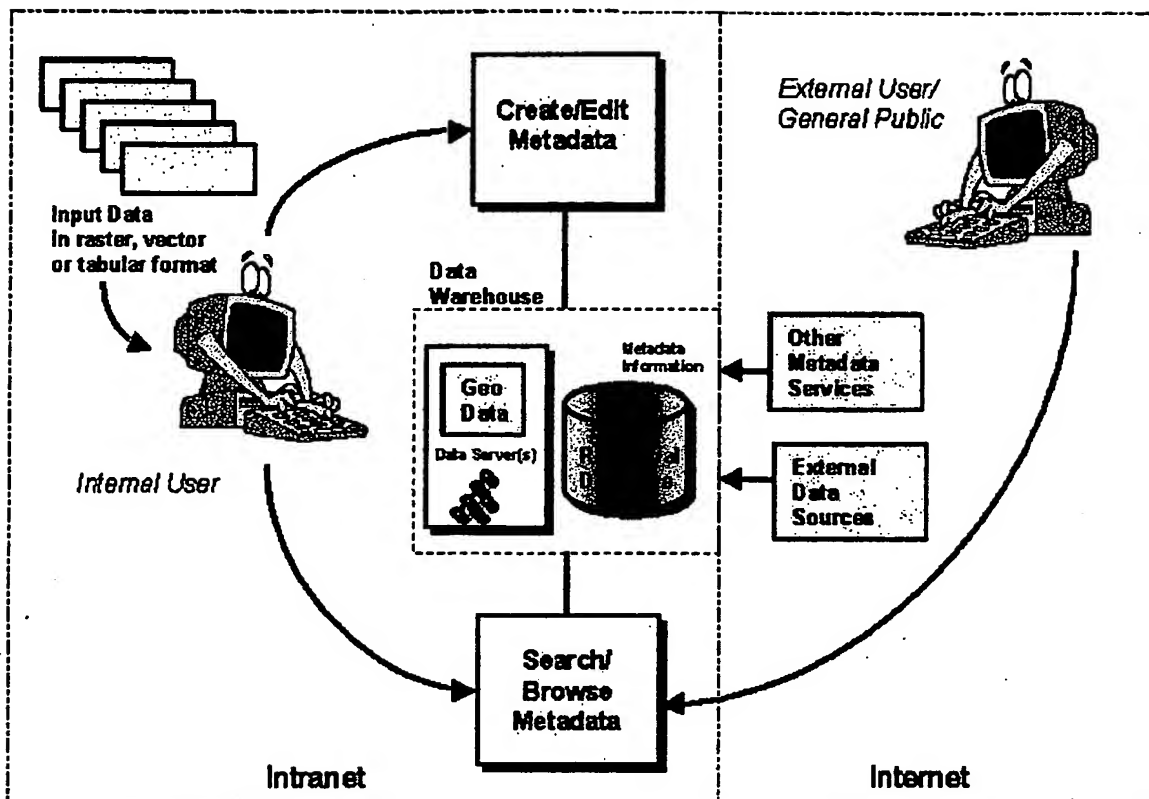 Create/Edit
Metadata
External User/
General Public
Input Data
in raster, vector
or tabular format
Data
Warehouse
Metadata
Information
Geo
Data
Data Server(s)
Other
Metadata
Services
External
Data
Sources
Internal User
Search/
Browse
Metadata
Intranet
Internet